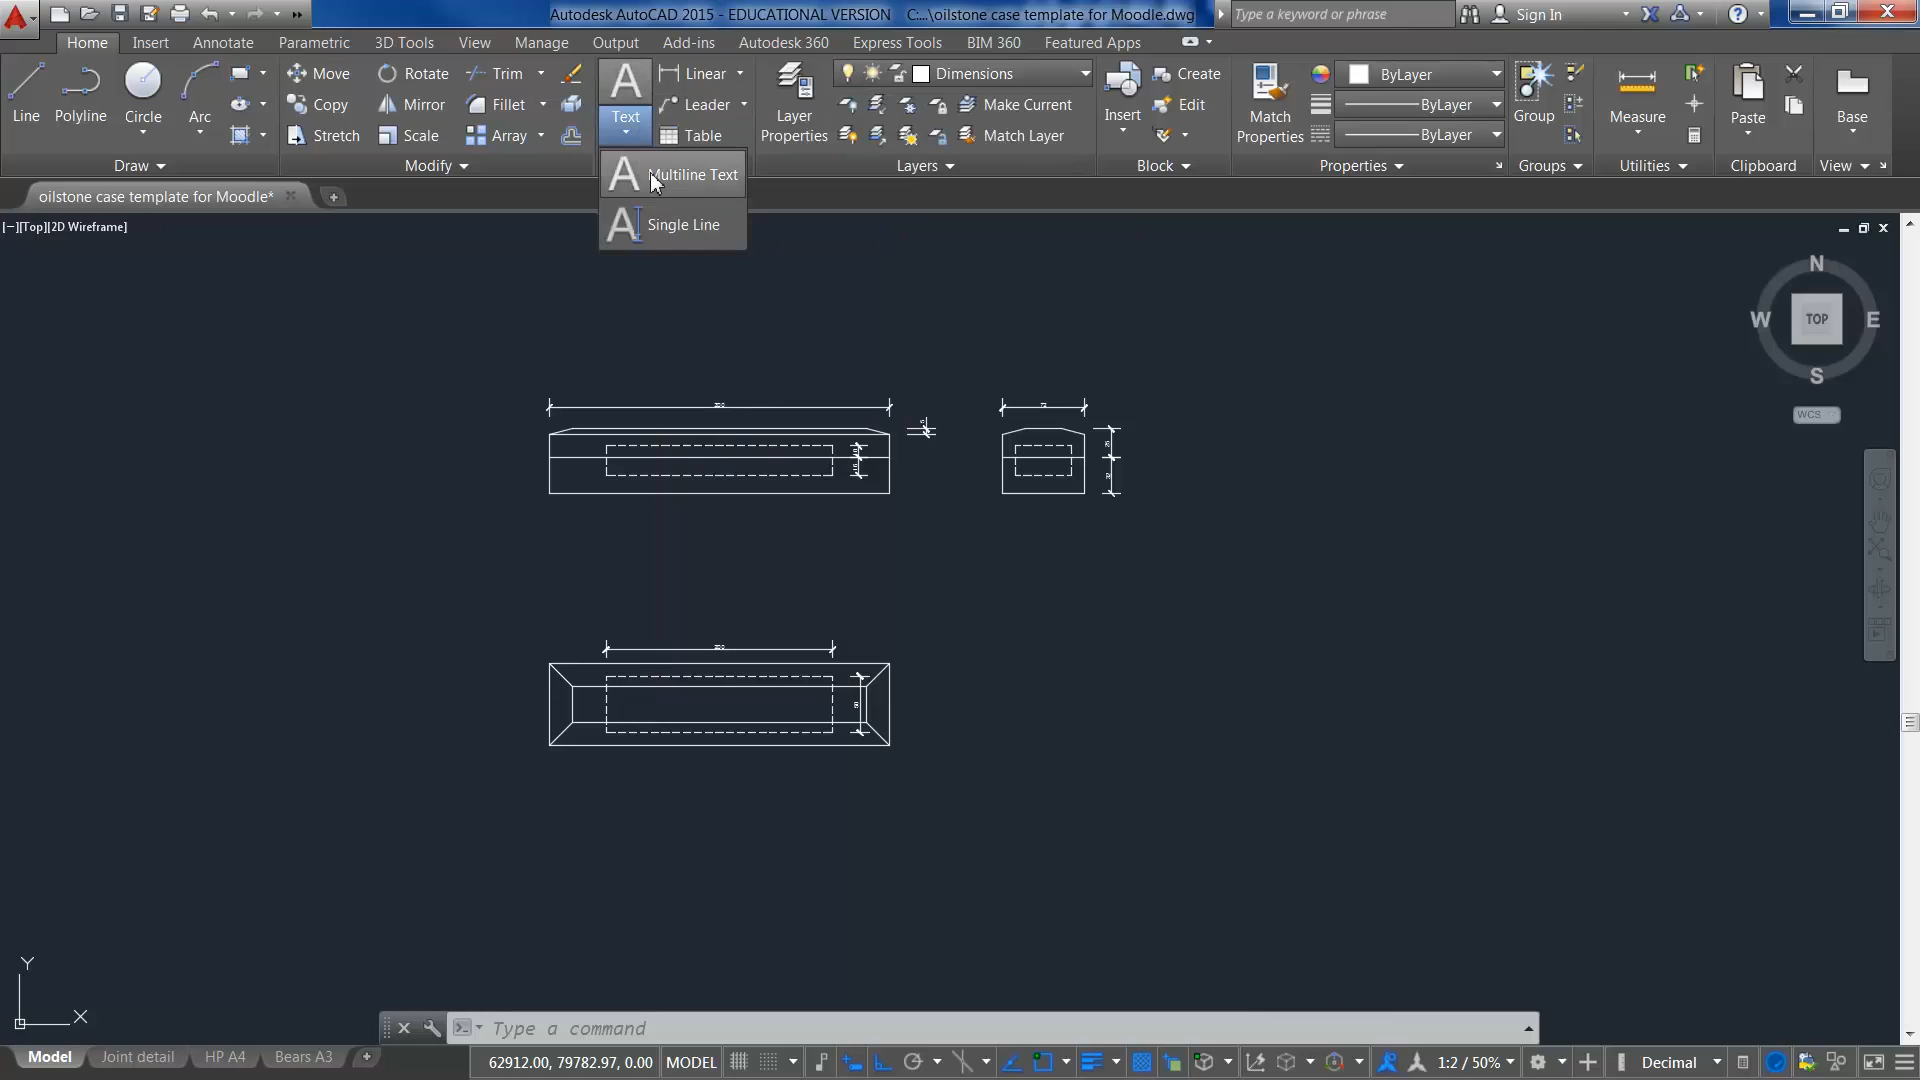 Autodesk AutoCAD 2015 - EDUCATIONAL VERSION C:...\oilstone case template for Moodle.dwg
Type a keyword or phrase
Sign In
Home Insert Annotate Parametric 3D Tools View Manage Output Add-ins Autodesk 360 Express Tools BIM 360 Featured Apps
Line Polyline Circle Arc
Move Rotate Trim
Copy Mirror Fillet
Stretch Scale Array
Text
Linear
Leader
Table
Layer Properties
Dimensions
Make Current
Match Layer
Insert
Create
Edit
Match Properties
ByLayer
ByLayer
ByLayer
Group
Measure
Paste
Base
Draw Modify Layers Block Properties Groups Utilities Clipboard View
Multiline Text
Single Line
oilstone case template for Moodle*
[−][Top][2D Wireframe]
N
W TOP E
S
WCS
Y
X
Type a command
Model Joint detail HP A4 Bears A3
62912.00, 79782.97, 0.00 MODEL
1:2 / 50%
Decimal